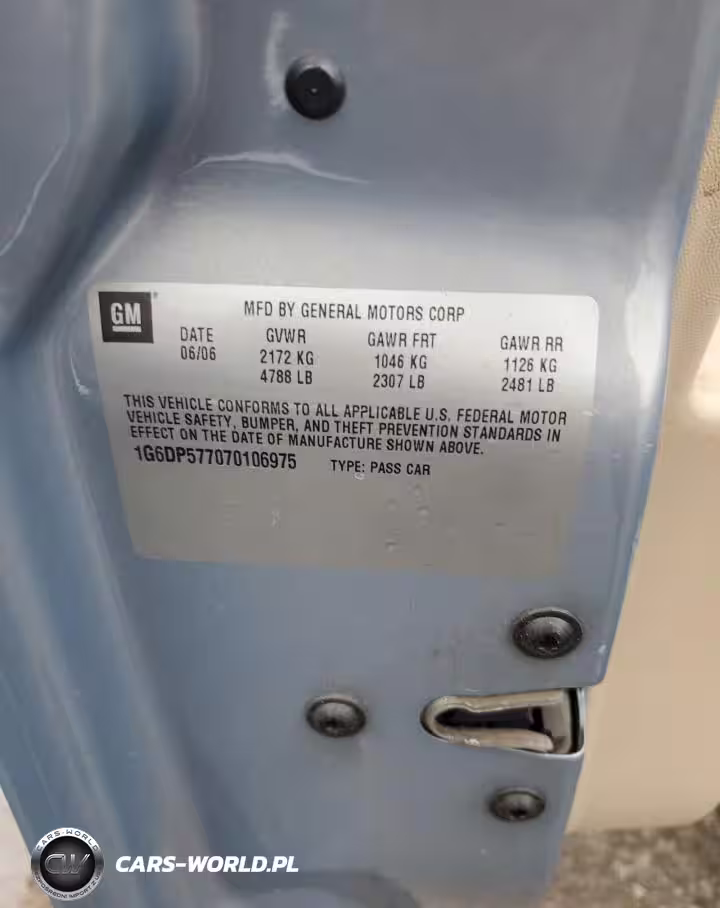 GM
MFD BY GENERAL MOTORS CORP
DATE GVWR GAWR FRT GAWR RR
06/06 2172 KG 1046 KG 1126 KG
4788 LB 2307 LB 2481 LB
THIS VEHICLE CONFORMS TO ALL APPLICABLE U.S. FEDERAL MOTOR
VEHICLE SAFETY, BUMPER, AND THEFT PREVENTION STANDARDS IN
EFFECT ON THE DATE OF MANUFACTURE SHOWN ABOVE.
1G6DP577070106975 TYPE: PASS CAR
CARS-WORLD
CW
CARS-WORLD.PL